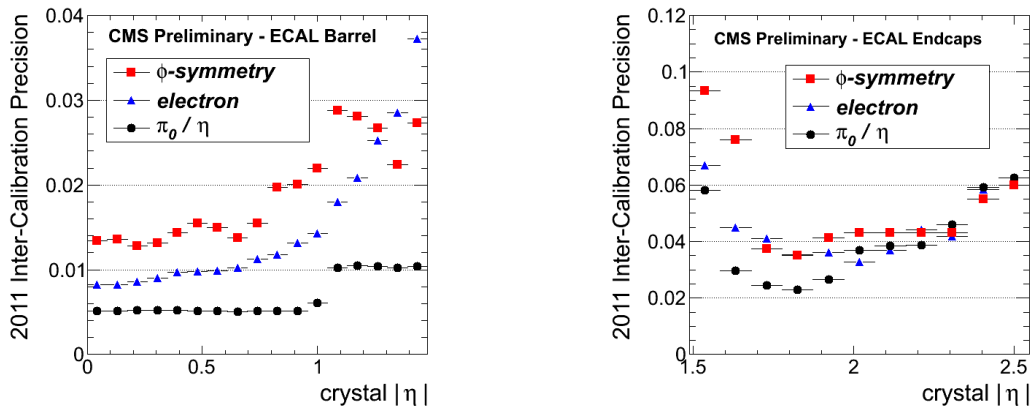 2011 Inter-Calibration Precision
0.04
0.03
0.02
0.01
0
CMS Preliminary - ECAL Barrel
ϕ-symmetry
electron
π₀ / η
0
0.5
1
crystal | η |
2011 Inter-Calibration Precision
0.12
0.1
0.08
0.06
0.04
0.02
0
CMS Preliminary - ECAL Endcaps
ϕ-symmetry
electron
π₀ / η
1.5
2
2.5
crystal | η |